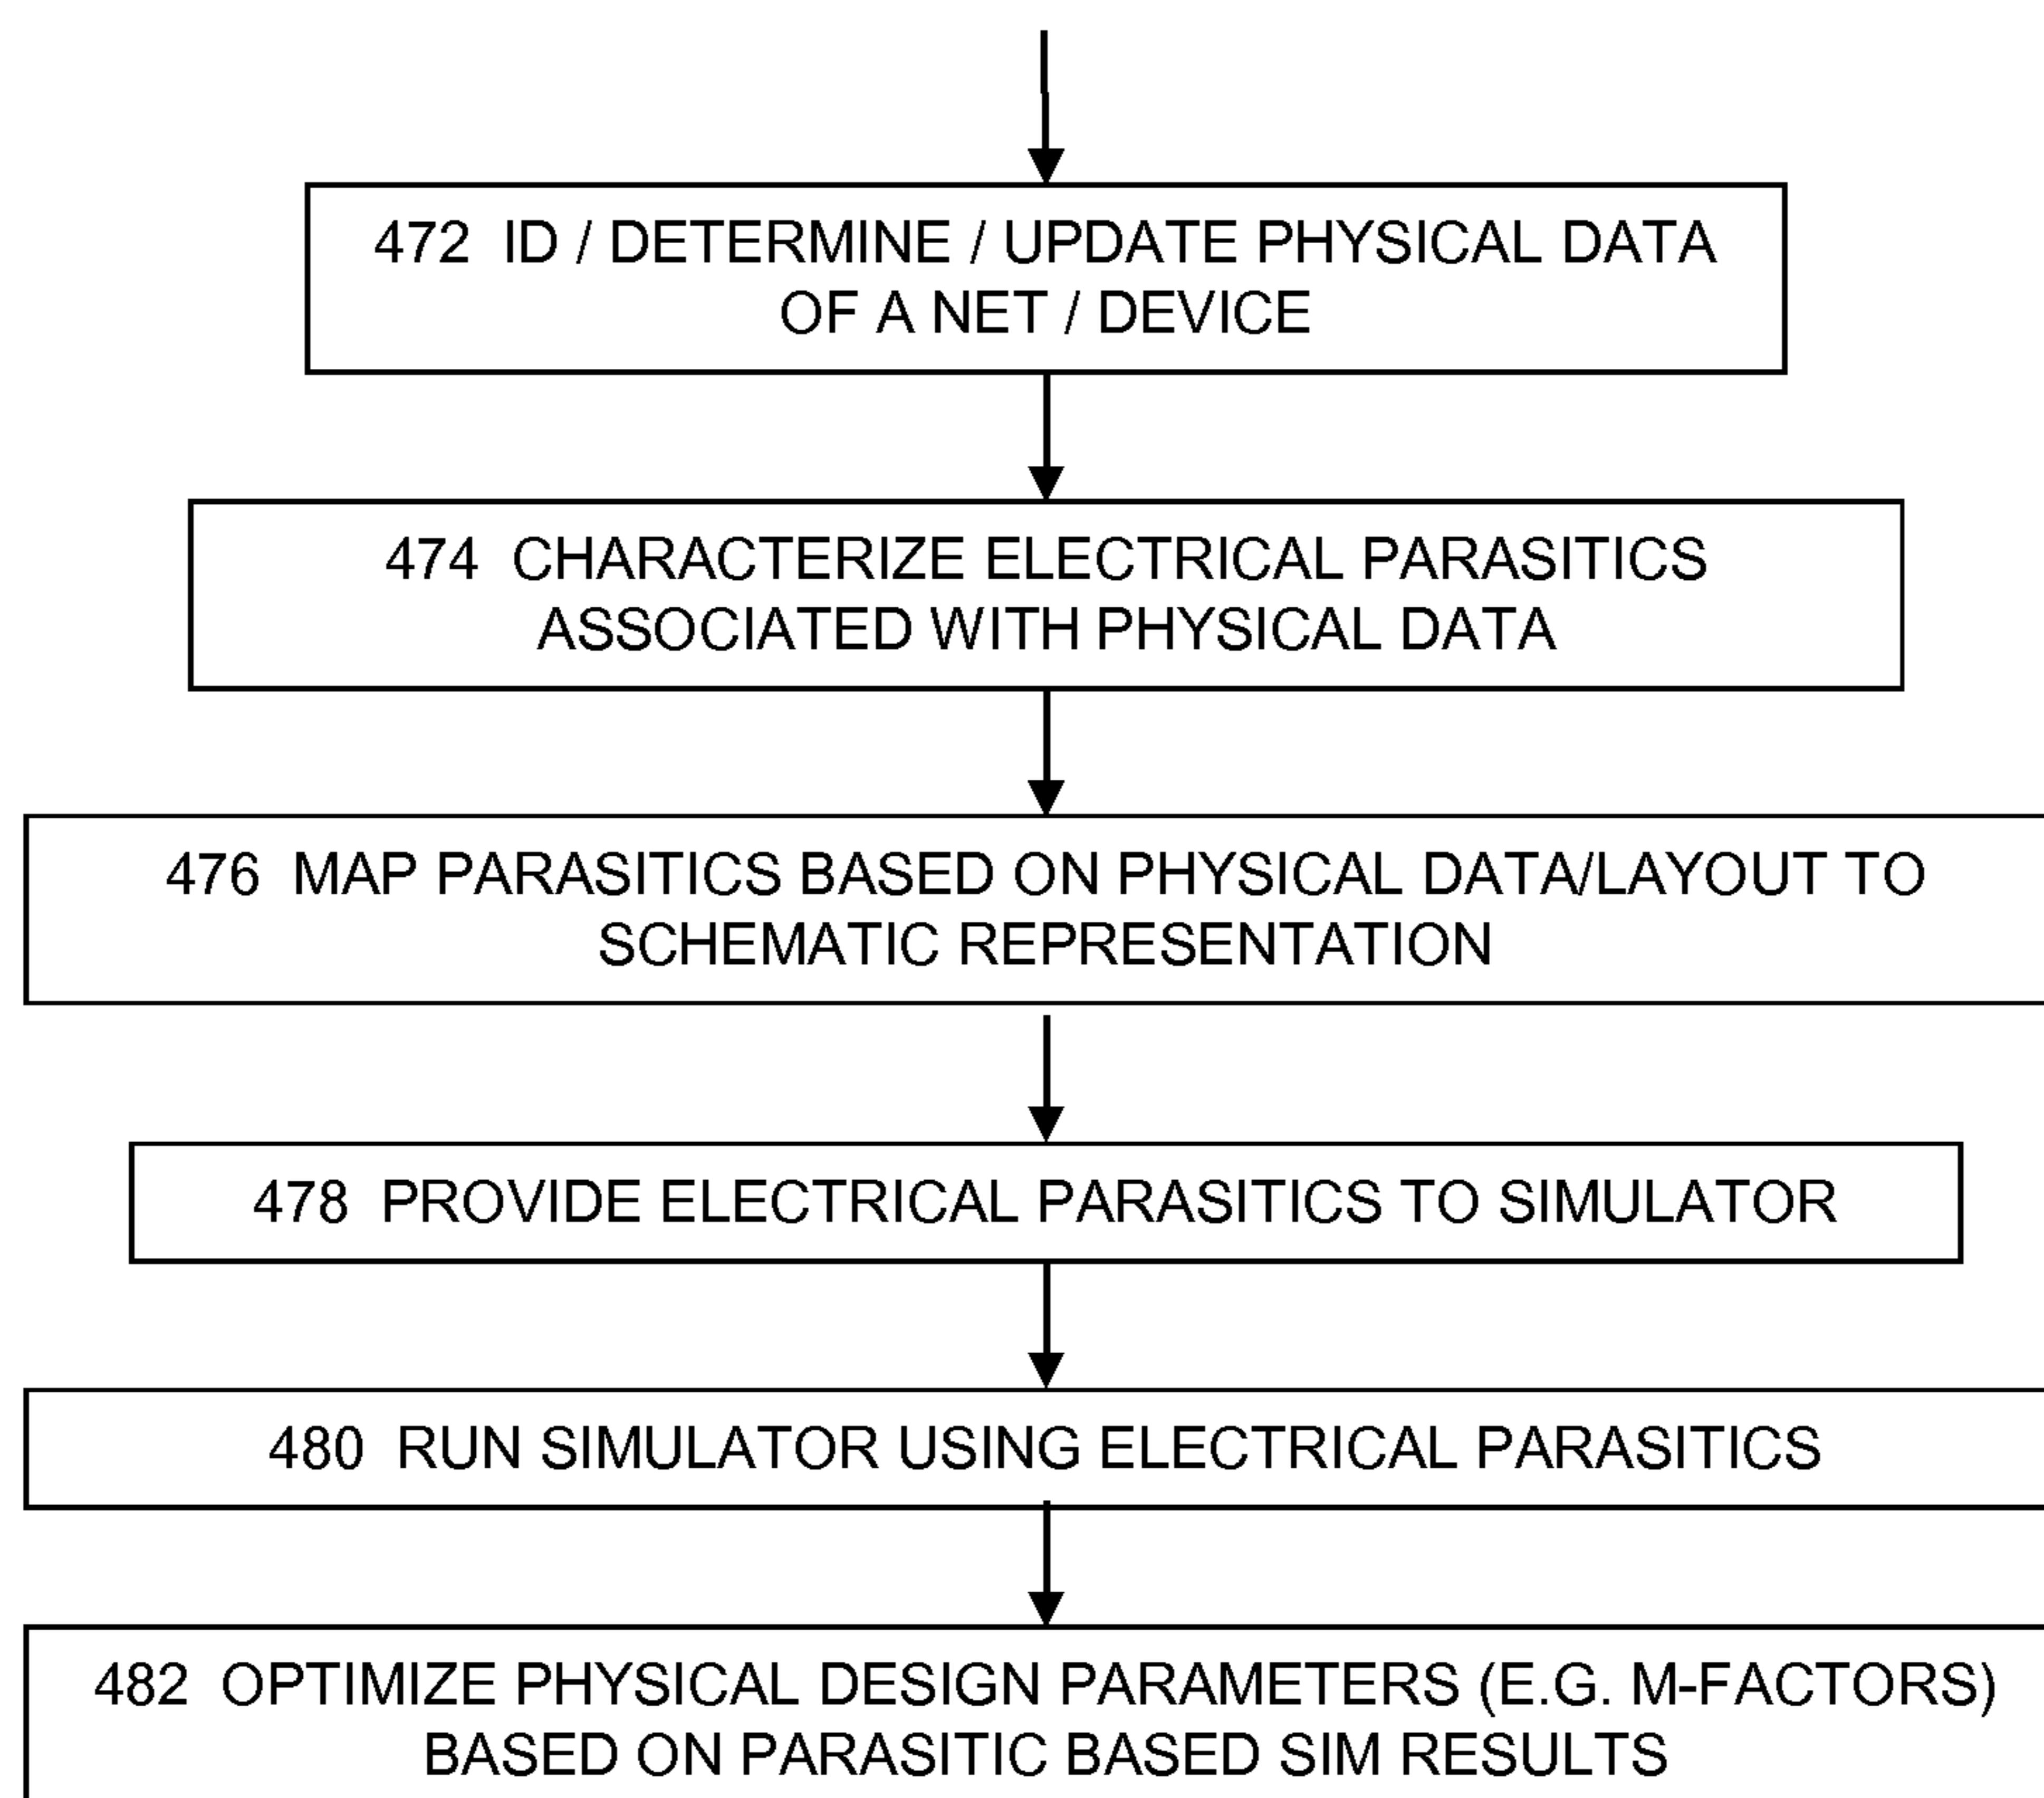 472 ID / DETERMINE / UPDATE PHYSICAL DATA
OF A NET / DEVICE
474 CHARACTERIZE ELECTRICAL PARASITICS
ASSOCIATED WITH PHYSICAL DATA
476 MAP PARASITICS BASED ON PHYSICAL DATA/LAYOUT TO
SCHEMATIC REPRESENTATION
478 PROVIDE ELECTRICAL PARASITICS TO SIMULATOR
480 RUN SIMULATOR USING ELECTRICAL PARASITICS
482 OPTIMIZE PHYSICAL DESIGN PARAMETERS (E.G. M-FACTORS)
BASED ON PARASITIC BASED SIM RESULTS